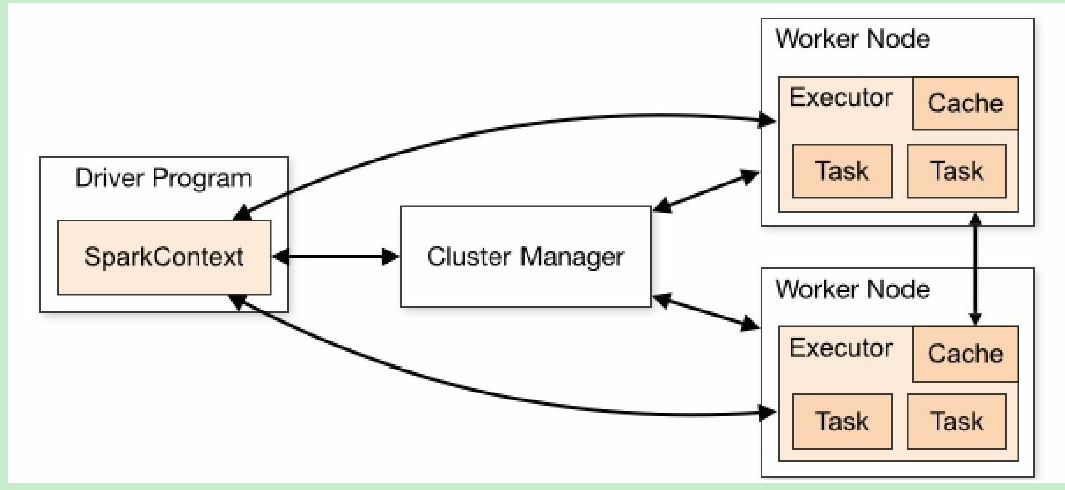 Driver Program
SparkContext
Cluster Manager
Worker Node
Executor
Cache
Task
Task
Worker Node
Executor
Cache
Task
Task